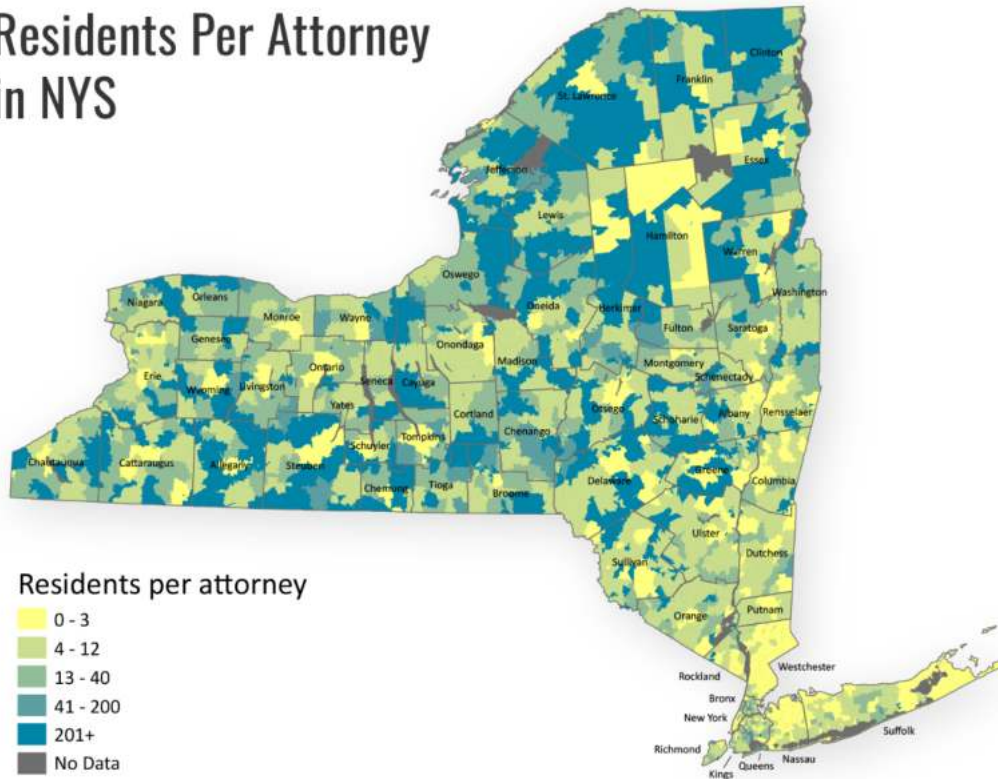 Residents Per Attorney
in NYS
Clinton
Franklin
St. Lawrence
Essex
Jefferson
Lewis
Hamilton
Warren
Oswego
Washington
Oneida
Herkimer
Niagara
Orleans
Monroe
Wayne
Fulton
Saratoga
Genesee
Onondaga
Madison
Montgomery
Schenectady
Erie
Wyoming
Livingston
Ontario
Seneca
Cayuga
Yates
Cortland
Otsego
Schoharie
Albany
Rensselaer
Chenango
Tompkins
Schuyler
Chautauqua
Cattaraugus
Allegany
Steuben
Chemung
Tioga
Broome
Delaware
Greene
Columbia
Ulster
Dutchess
Sullivan
Orange
Putnam
Rockland
Westchester
Bronx
New York
Richmond
Kings
Queens
Nassau
Suffolk
Residents per attorney
0 - 3
4 - 12
13 - 40
41 - 200
201+
No Data